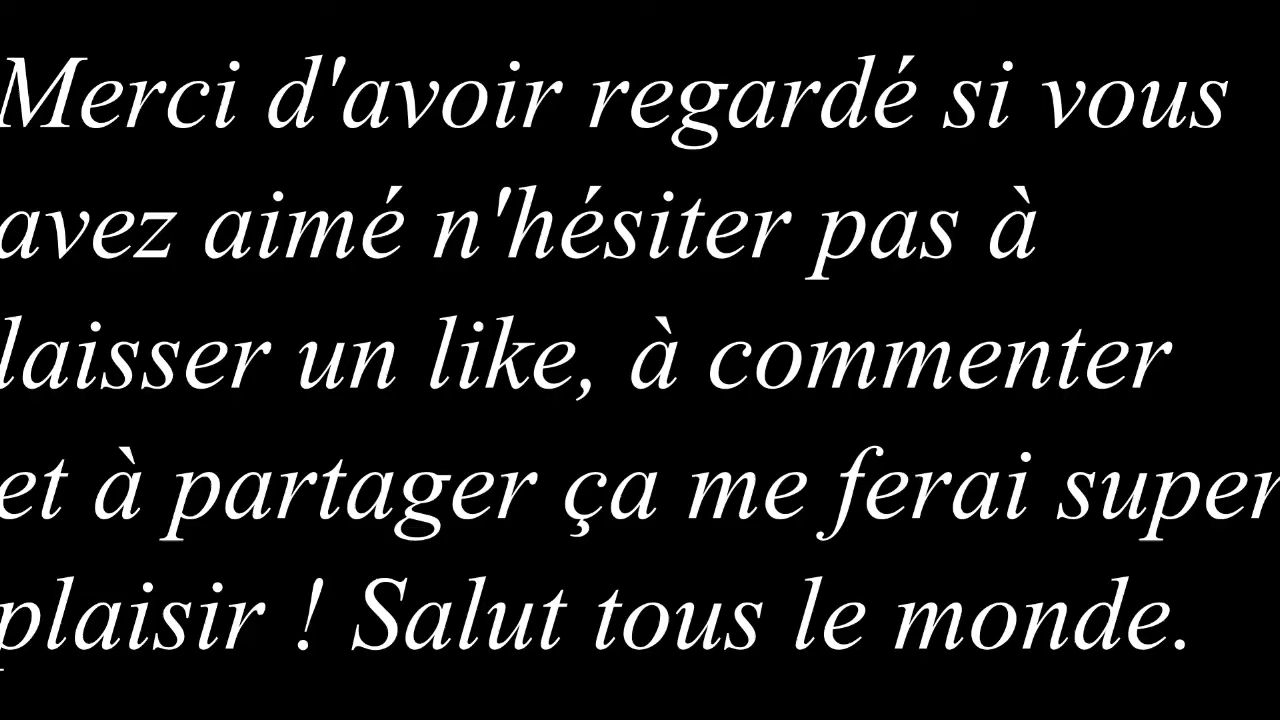 Merci d'avoir regardé si vous
avez aimé n'hésiter pas à
laisser un like, à commenter
et à partager ça me ferai super
plaisir ! Salut tous le monde.